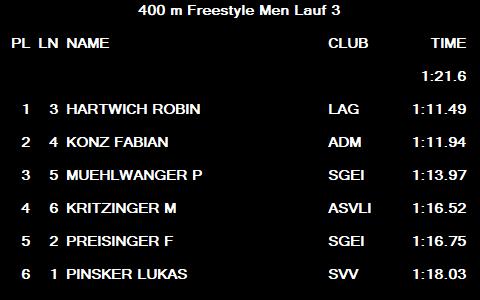 400 m Freestyle Men Lauf 3
PL LN NAME CLUB TIME
1:21.6
1 3 HARTWICH ROBIN LAG 1:11.49
2 4 KONZ FABIAN ADM 1:11.94
3 5 MUEHLWANGER P SGEI 1:13.97
4 6 KRITZINGER M ASVLI 1:16.52
5 2 PREISINGER F SGEI 1:16.75
6 1 PINSKER LUKAS SVV 1:18.03